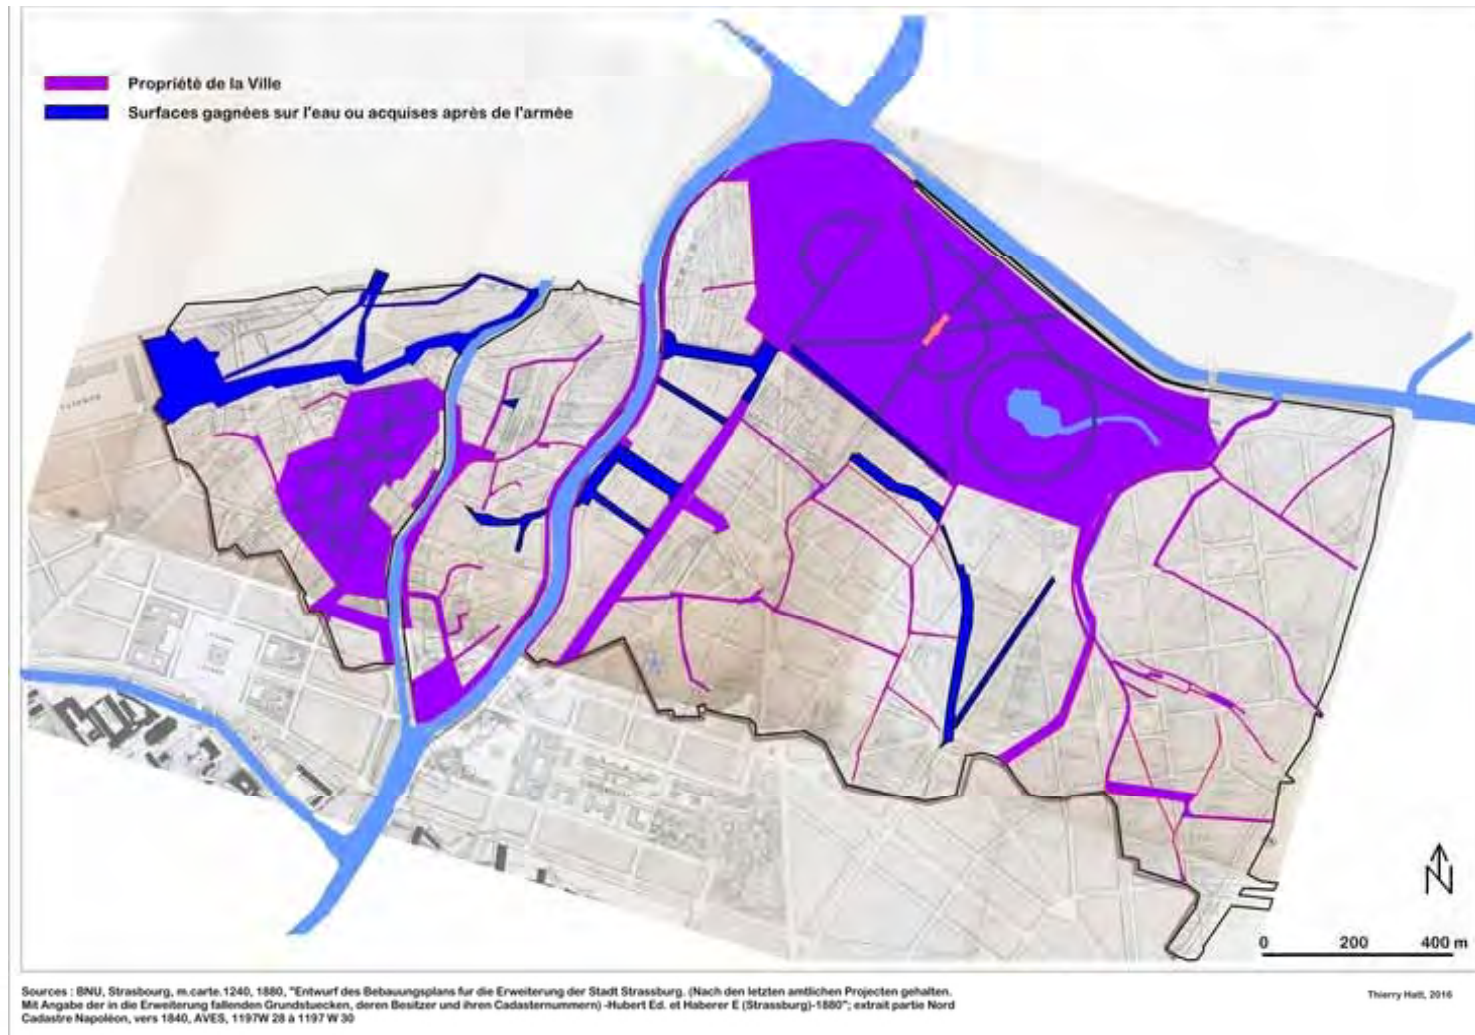 Propriété de la Ville
Surfaces gagnées sur l'eau ou acquises après de l'armée
N
0 200 400 m
Sources : BNU, Strasbourg, m.carte.1240, 1880, "Entwurf des Bebauungsplans fur die Erweiterung der Stadt Strassburg. (Nach den letzten amtlichen Projecten gehalten.
Mit Angabe der in die Erweiterung fallenden Grundstuecken, deren Besitzer und ihren Cadasternummern) -Hubert Ed. et Haberer E (Strassburg)-1880"; extrait partie Nord
Cadastre Napoléon, vers 1840, AVES, 1197W 28 à 1197 W 30
Thierry Hatt, 2016